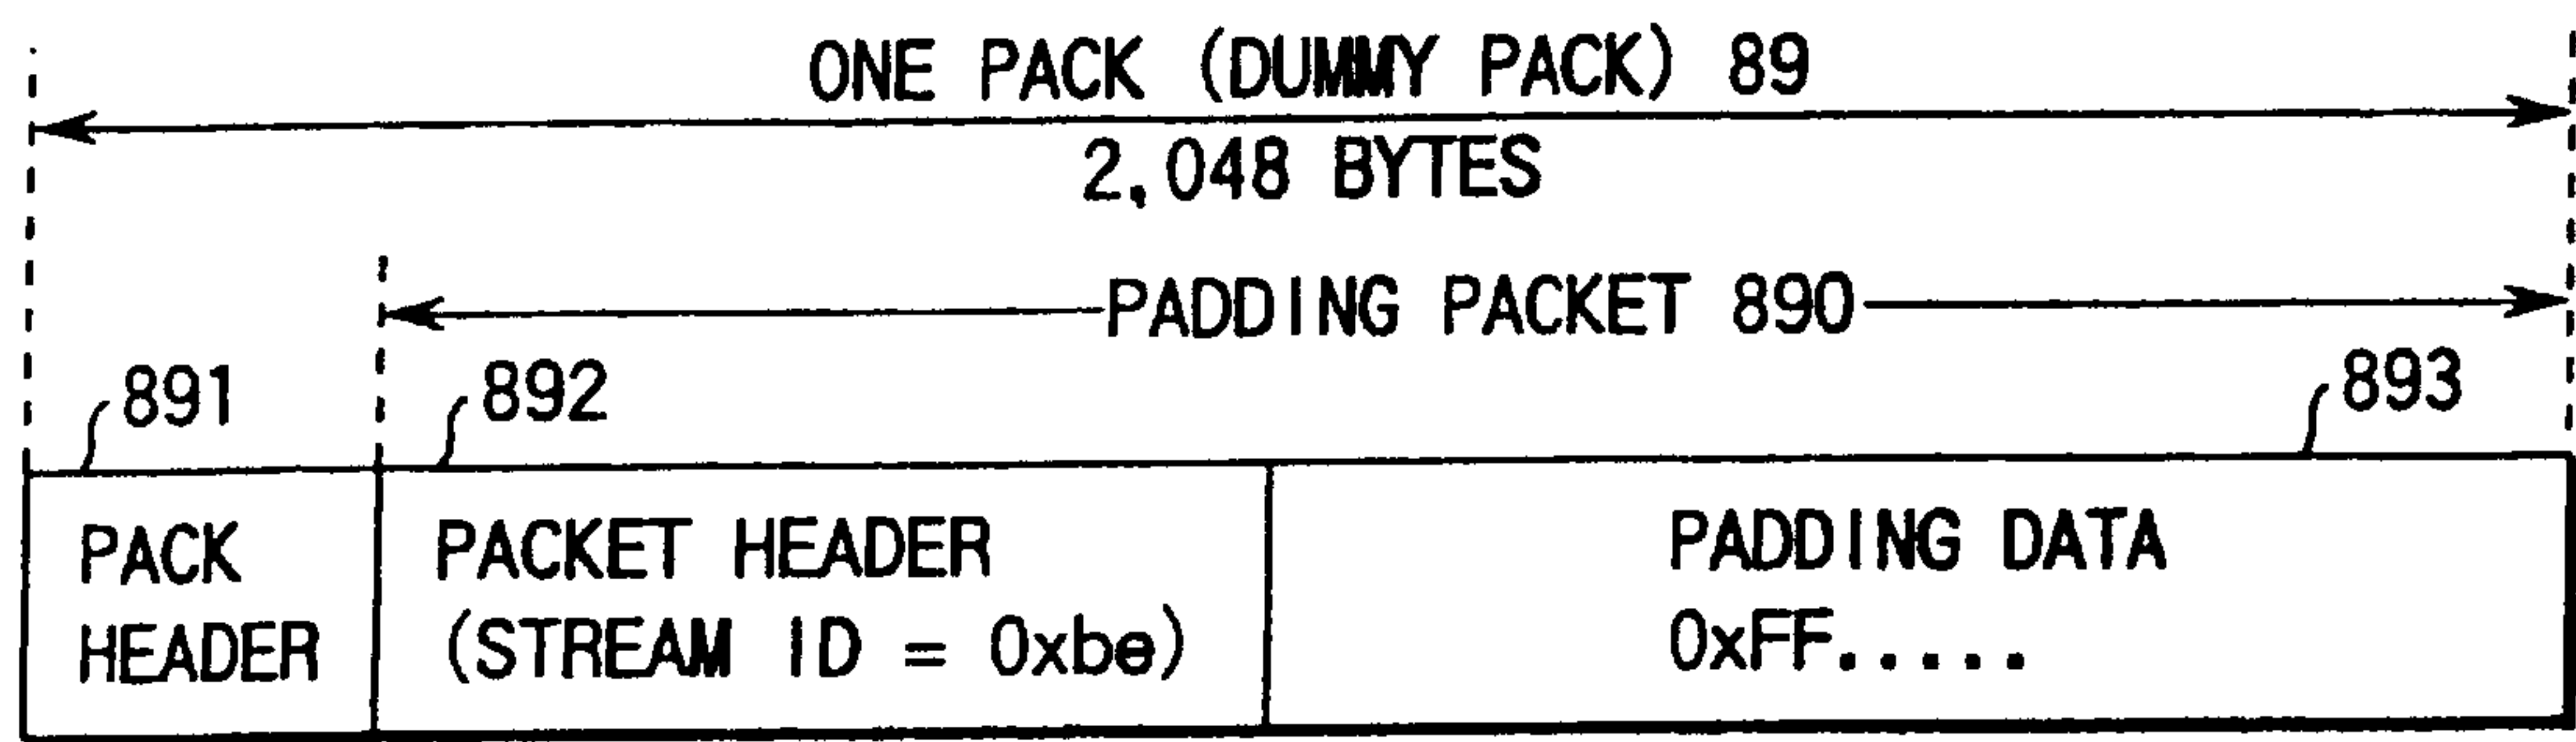 ONE PACK (DUMMY PACK) 89
2,048 BYTES
PADDING PACKET 890
891
892
893
PACK
HEADER
PACKET HEADER
(STREAM ID = 0xbe)
PADDING DATA
0xFF.....